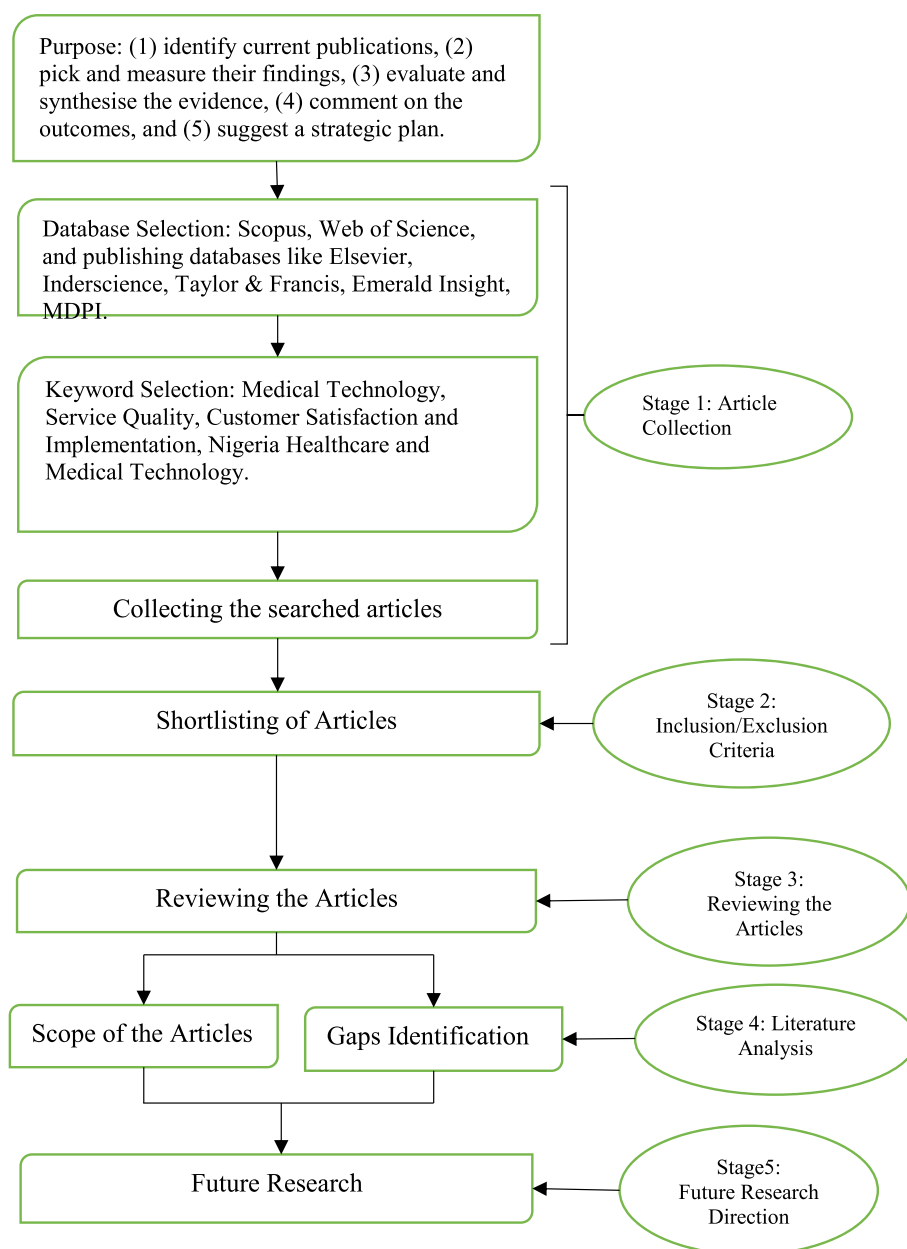 Purpose: (1) identify current publications, (2)
pick and measure their findings, (3) evaluate and
synthesise the evidence, (4) comment on the
outcomes, and (5) suggest a strategic plan.
Database Selection: Scopus, Web of Science,
and publishing databases like Elsevier,
Inderscience, Taylor & Francis, Emerald Insight,
MDPI.
Keyword Selection: Medical Technology,
Service Quality, Customer Satisfaction and
Implementation, Nigeria Healthcare and
Medical Technology.
Stage 1: Article
Collection
Collecting the searched articles
Shortlisting of Articles
Stage 2:
Inclusion/Exclusion
Criteria
Reviewing the Articles
Stage 3:
Reviewing the
Articles
Scope of the Articles
Gaps Identification
Stage 4: Literature
Analysis
Future Research
Stage5:
Future Research
Direction